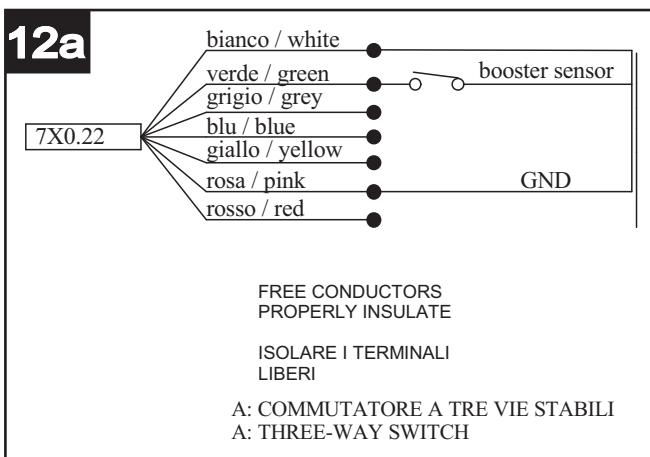 12a
bianco / white
verde / green
booster sensor
grigio / grey
7X0.22
blu / blue
giallo / yellow
rosa / pink
GND
rosso / red
FREE CONDUCTORS
PROPERLY INSULATE
ISOLARE I TERMINALI
LIBERI
A: COMMUTATORE A TRE VIE STABILI
A: THREE-WAY SWITCH